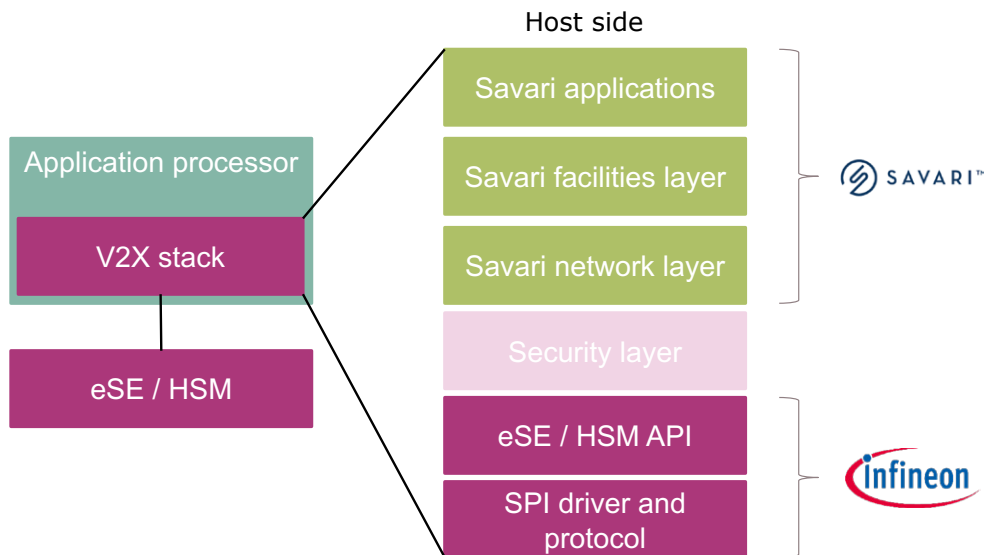 Host side
Savari applications
Application processor
Savari facilities layer
SAVARI™
V2X stack
Savari network layer
Security layer
eSE / HSM
eSE / HSM API
infineon
SPI driver and
protocol